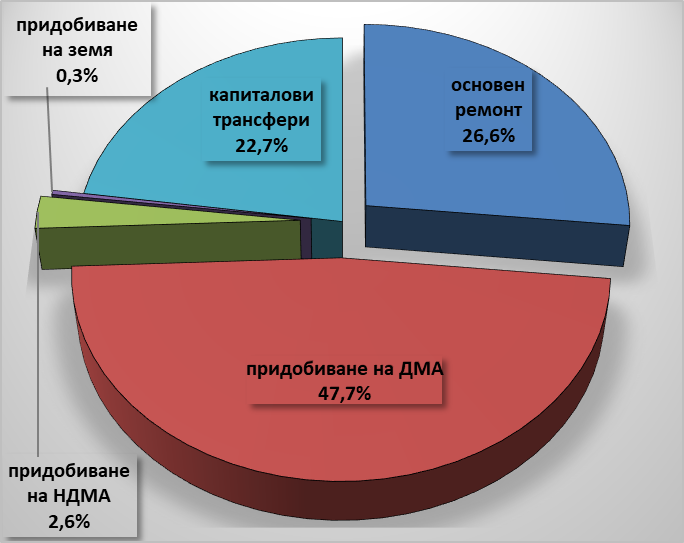 придобиване
на земя
0,3%
капиталови
трансфери
22,7%
основен
ремонт
26,6%
придобиване на ДМА
47,7%
придобиване
на НДМА
2,6%